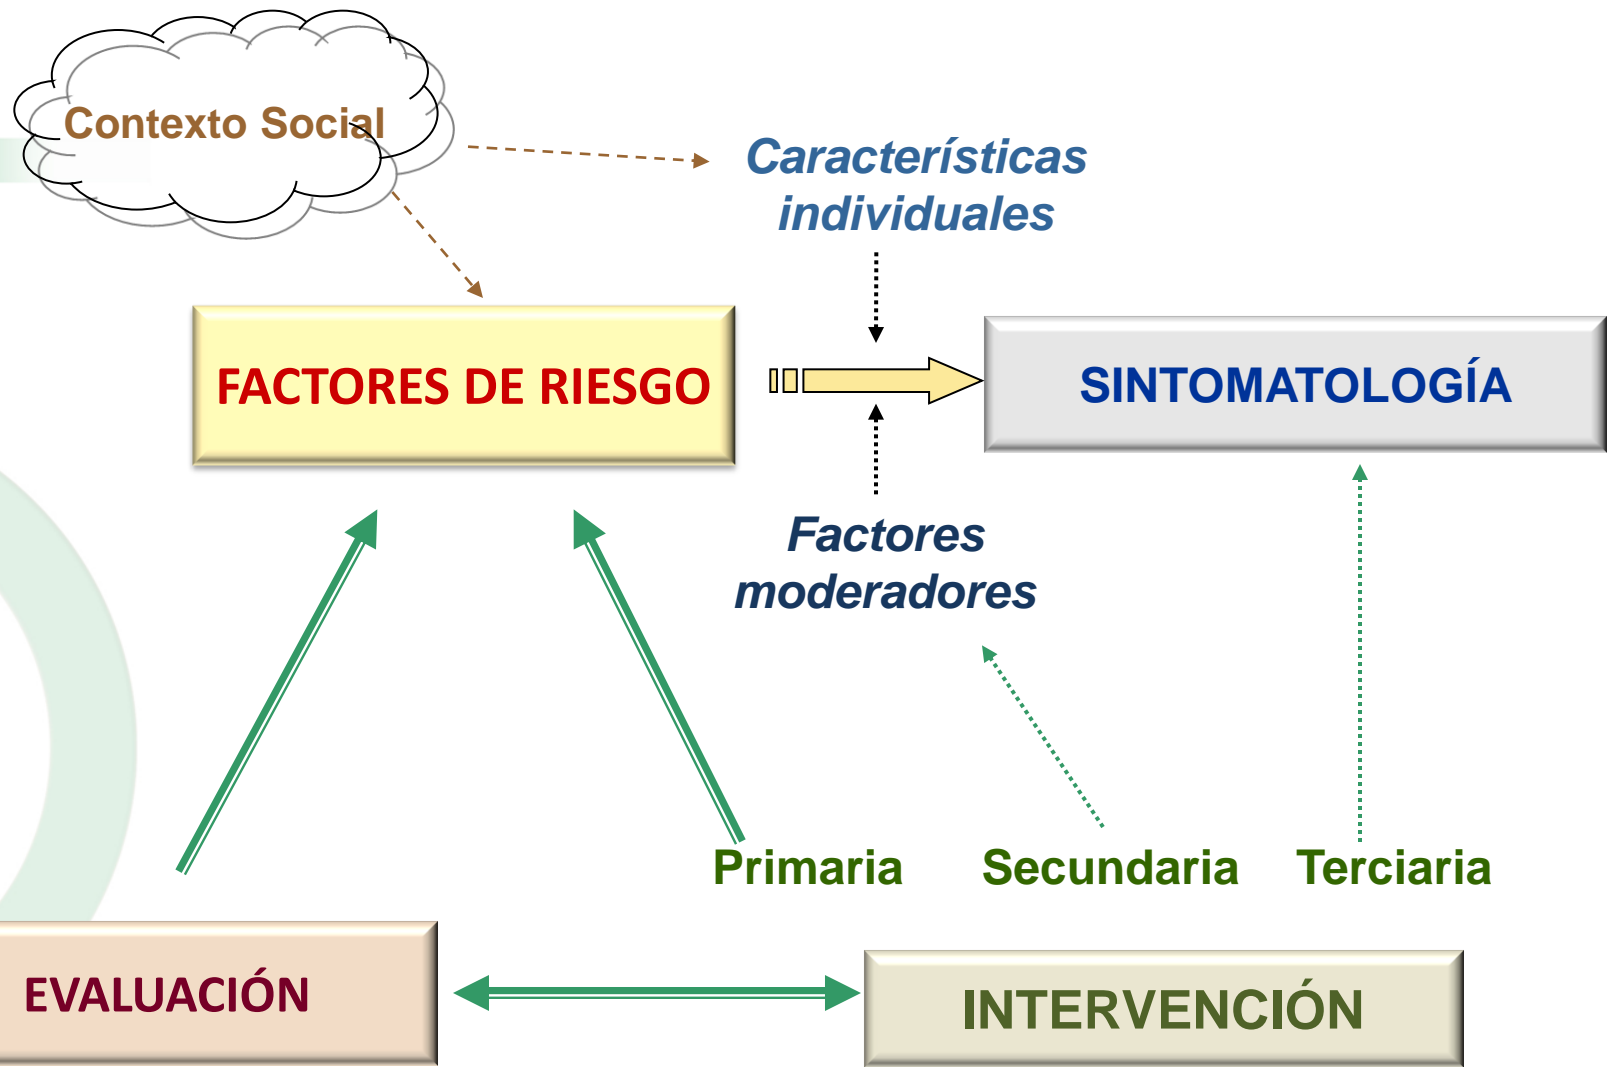 Contexto Social
Características
individuales
FACTORES DE RIESGO
SINTOMATOLOGÍA
Factores
moderadores
Primaria
Secundaria
Terciaria
EVALUACIÓN
INTERVENCIÓN